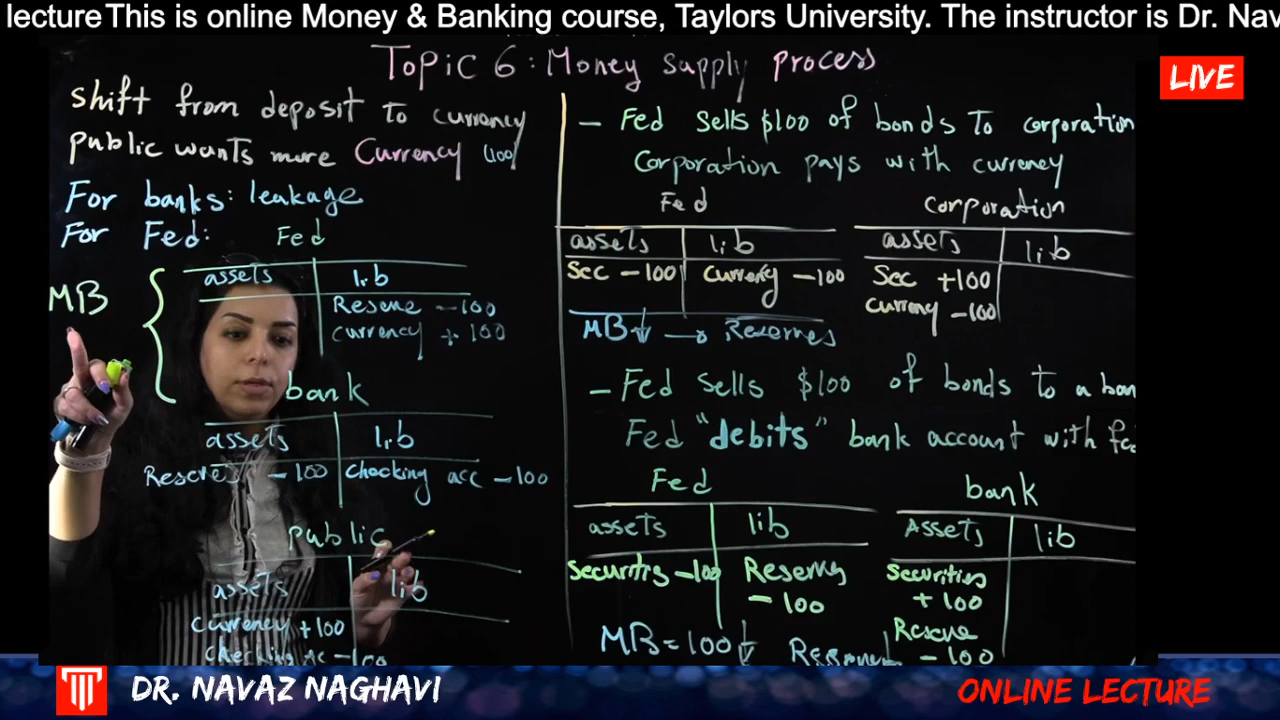 lectureThis is online Money & Banking course, Taylors University. The instructor is Dr. Nav
LIVE
Topic 6: Money supply process
shift from deposit to currency
public wants more Currency (100)
For banks: leakage
For Fed: Fed
MB
assets lib
Reserve -100
currency +100
bank
assets lib
Reserves -100 checking acc -100
public
assets lib
currency +100
checking ac -100
- Fed sells $100 of bonds to corporation
Corporation pays with currency
Fed corporation
assets lib assets lib
Sec -100 Currency -100 Sec +100
Currency -100
MB↓ → Reserves
- Fed sells $100 of bonds to a ban
Fed "debits" bank account with fe
Fed bank
assets lib Assets lib
Securitis -100 Reserves -100 Securities +100
Reserve -100
MB=100↓
DR. NAVAZ NAGHAVI
ONLINE LECTURE